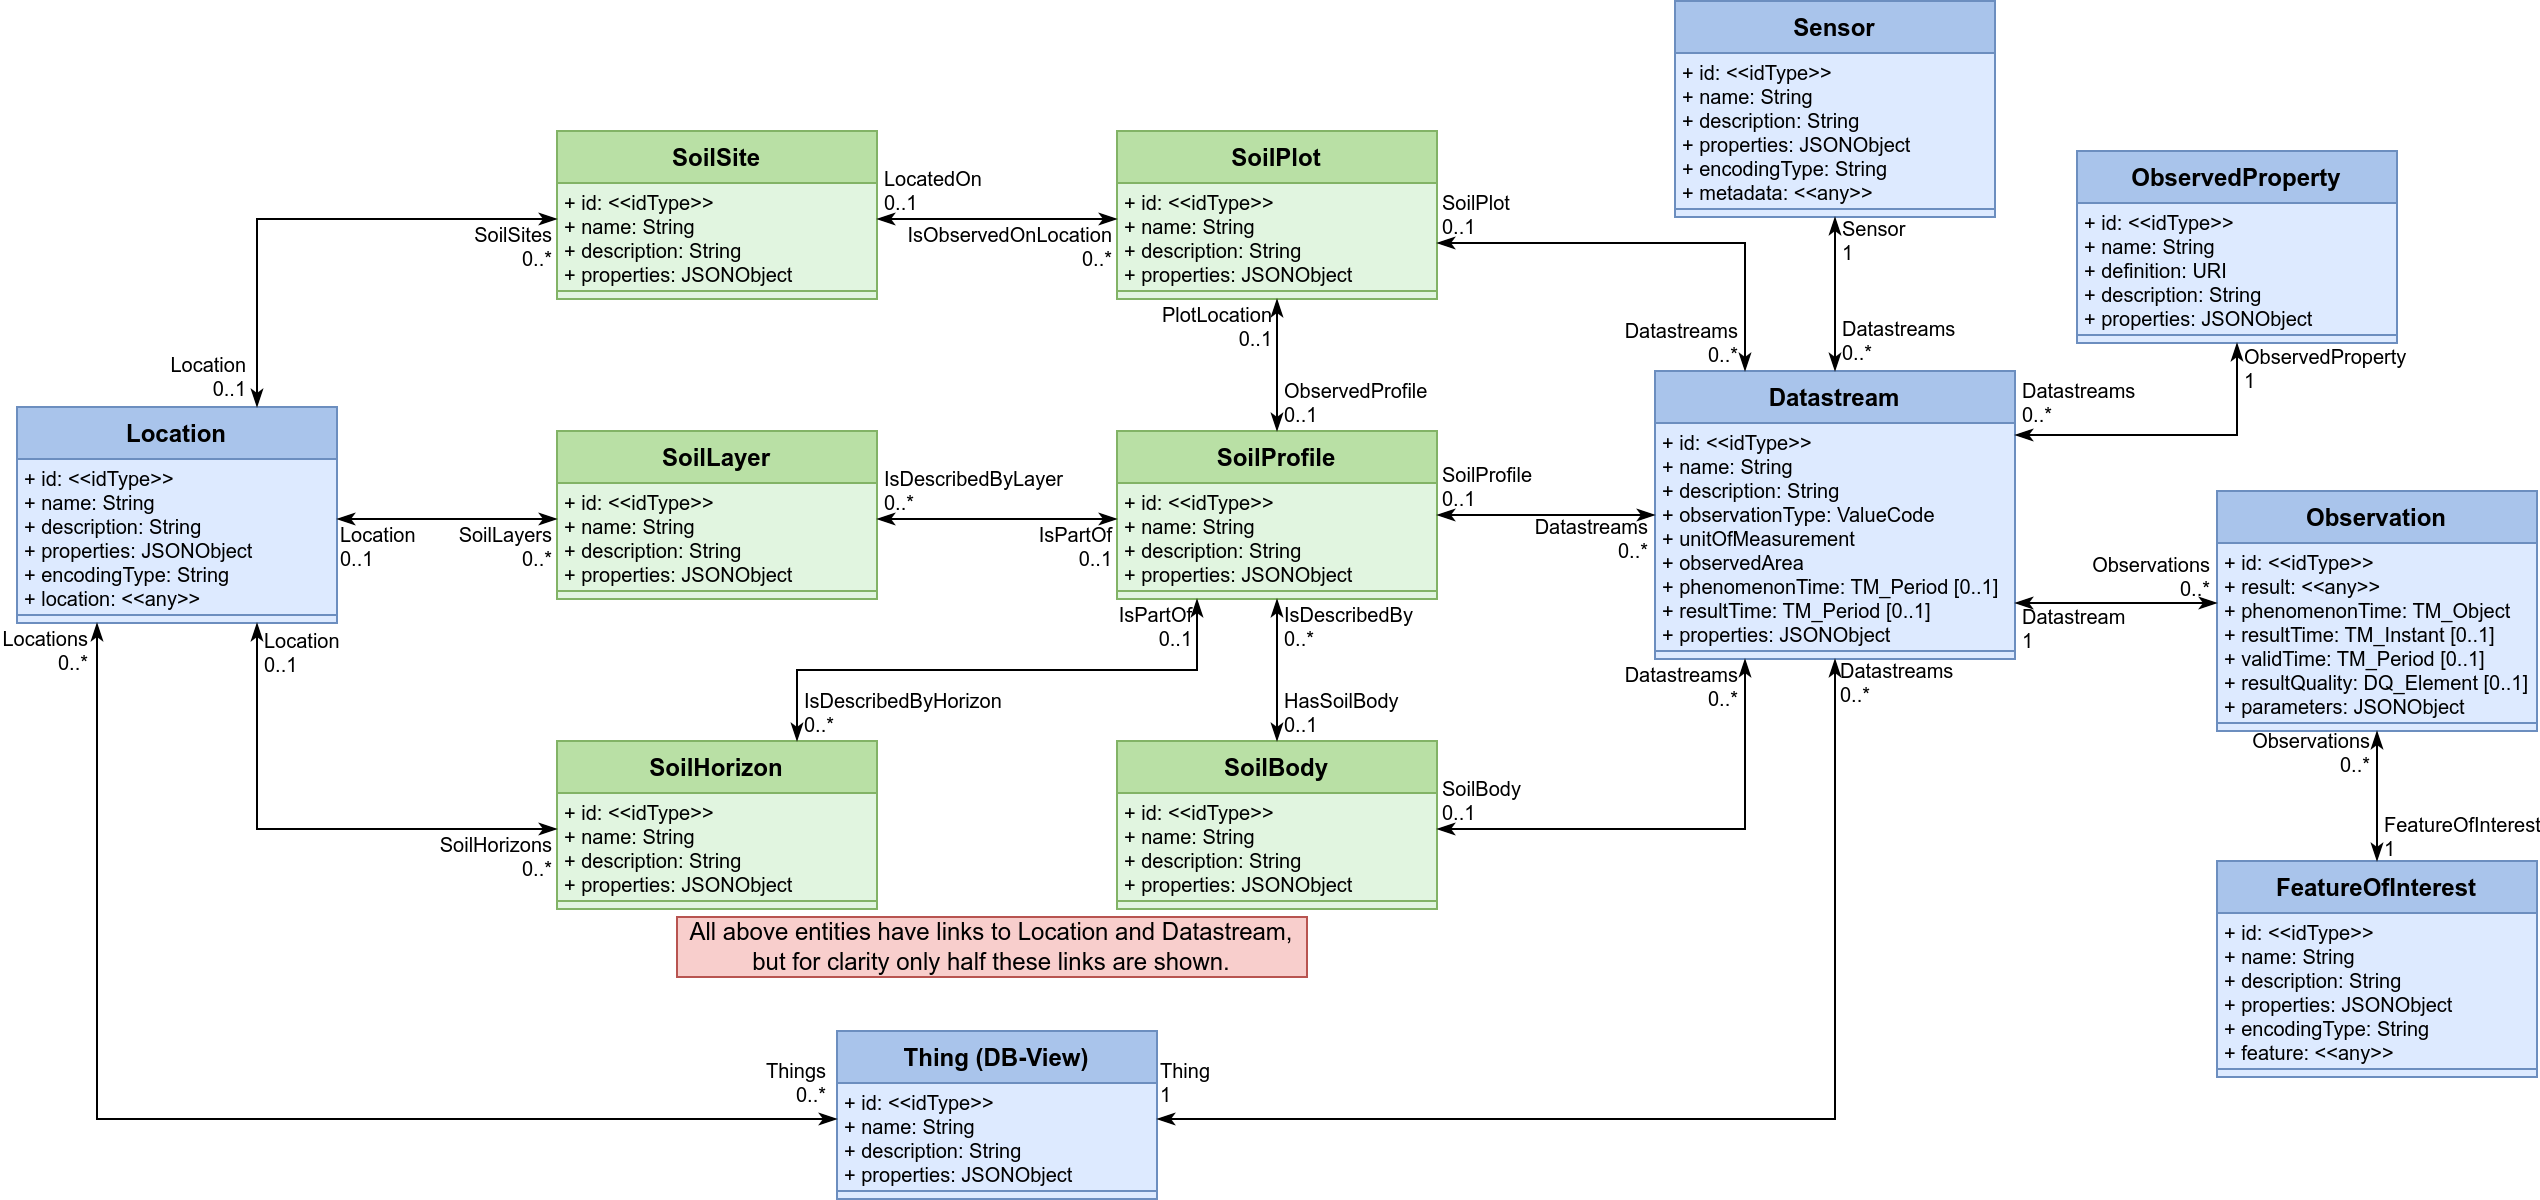 Sensor
+ id: <<idType>>
+ name: String
+ description: String
+ properties: JSONObject
+ encodingType: String
+ metadata: <<any>>
Sensor
1
Datastreams
0..*
SoilSite
+ id: <<idType>>
+ name: String
+ description: String
+ properties: JSONObject
LocatedOn
0..1
IsObservedOnLocation
0..*
SoilSites
0..*
Location
0..1
SoilPlot
+ id: <<idType>>
+ name: String
+ description: String
+ properties: JSONObject
SoilPlot
0..1
Datastreams
0..*
PlotLocation
0..1
ObservedProfile
0..1
ObservedProperty
+ id: <<idType>>
+ name: String
+ definition: URI
+ description: String
+ properties: JSONObject
ObservedProperty
1
Datastreams
0..*
Location
+ id: <<idType>>
+ name: String
+ description: String
+ properties: JSONObject
+ encodingType: String
+ location: <<any>>
Location
0..1
SoilLayers
0..*
Locations
0..*
Location
0..1
SoilLayer
+ id: <<idType>>
+ name: String
+ description: String
+ properties: JSONObject
IsDescribedByLayer
0..*
IsPartOf
0..1
SoilProfile
+ id: <<idType>>
+ name: String
+ description: String
+ properties: JSONObject
SoilProfile
0..1
Datastreams
0..*
IsPartOf
0..1
IsDescribedBy
0..*
IsDescribedByHorizon
0..*
HasSoilBody
0..1
Datastream
+ id: <<idType>>
+ name: String
+ description: String
+ observationType: ValueCode
+ unitOfMeasurement
+ observedArea
+ phenomenonTime: TM_Period [0..1]
+ resultTime: TM_Period [0..1]
+ properties: JSONObject
Observations
0..*
Datastream
1
Datastreams
0..*
Datastreams
0..*
Observation
+ id: <<idType>>
+ result: <<any>>
+ phenomenonTime: TM_Object
+ resultTime: TM_Instant [0..1]
+ validTime: TM_Period [0..1]
+ resultQuality: DQ_Element [0..1]
+ parameters: JSONObject
Observations
0..*
FeatureOfInterest
1
SoilHorizon
+ id: <<idType>>
+ name: String
+ description: String
+ properties: JSONObject
SoilHorizons
0..*
SoilBody
+ id: <<idType>>
+ name: String
+ description: String
+ properties: JSONObject
SoilBody
0..1
FeatureOfInterest
+ id: <<idType>>
+ name: String
+ description: String
+ properties: JSONObject
+ encodingType: String
+ feature: <<any>>
All above entities have links to Location and Datastream,
but for clarity only half these links are shown.
Things
0..*
Thing (DB-View)
+ id: <<idType>>
+ name: String
+ description: String
+ properties: JSONObject
Thing
1